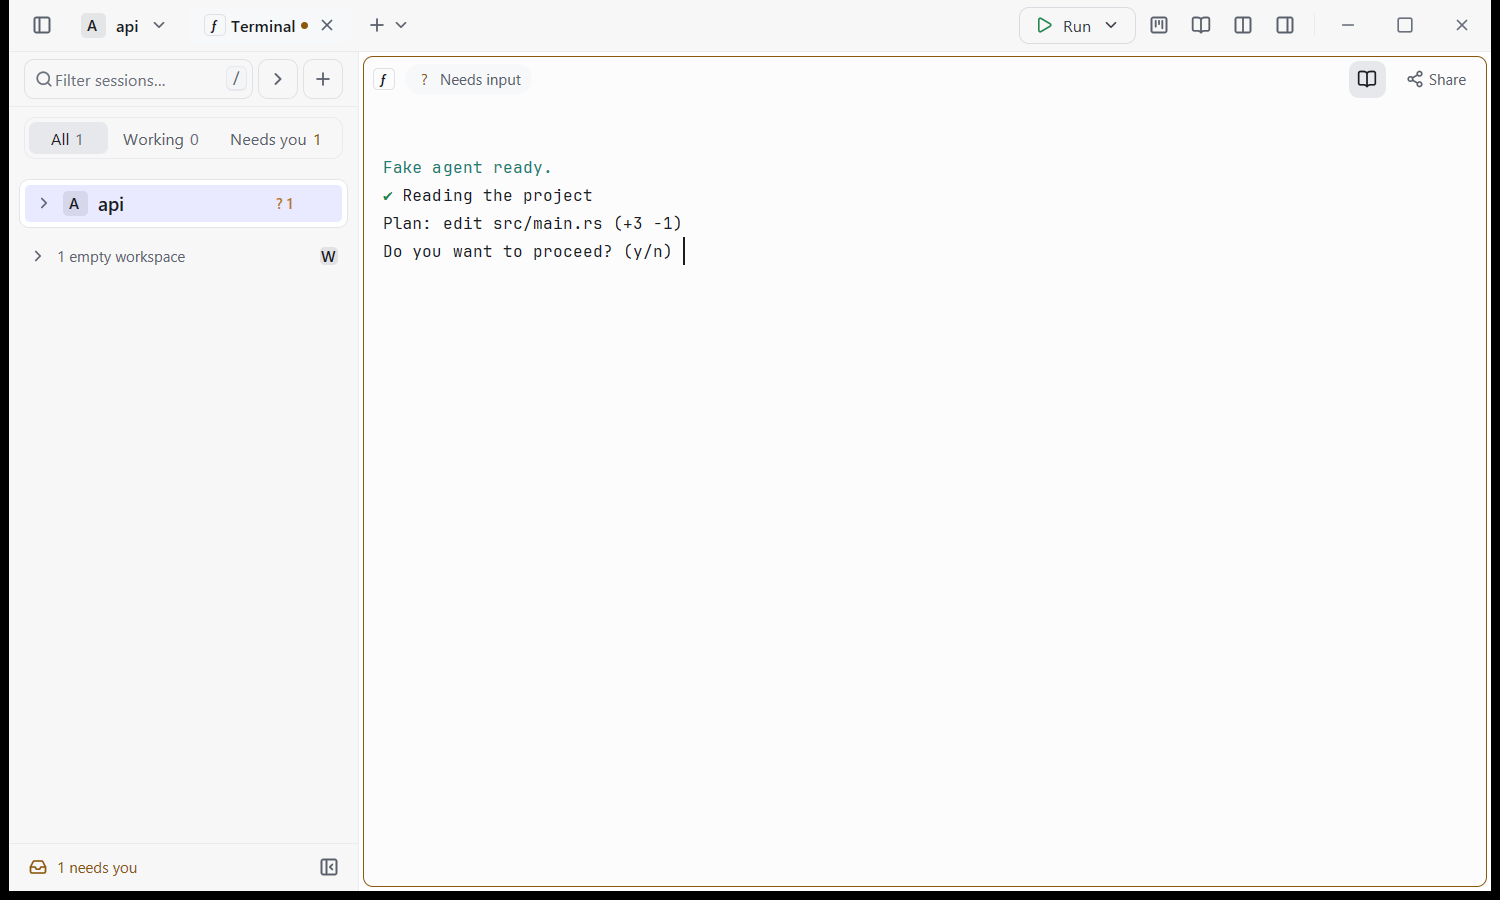 A api
f Terminal
Run
Filter sessions... /
All 1 Working 0 Needs you 1
A api ? 1
1 empty workspace W
1 needs you
f ? Needs input
Share
Fake agent ready.
✔ Reading the project
Plan: edit src/main.rs (+3 -1)
Do you want to proceed? (y/n)